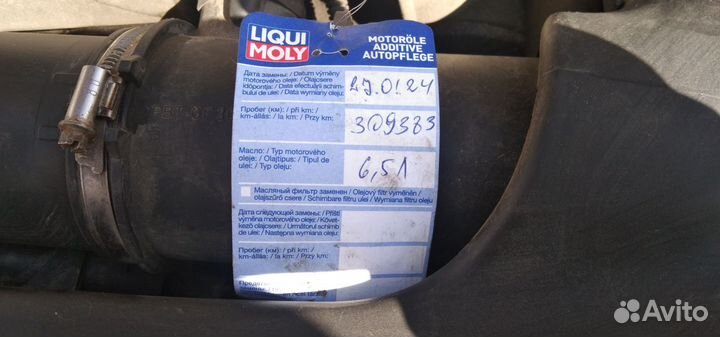 LIQUI
MOLY
MOTORÖLE
ADDITIVE
AUTOPFLEGE
Дата замены: / Datum výměny
motorového oleje: / Olajcsere
időpontja: / Data efectuării schim-
bului de ulei: / Data wymiany oleju:
27.01.24
Пробег (км): / při km: /
km-állás: / la km: / Przy km:
309383
Масло: / Typ motorového
oleje: / Olajtípus: / Tipul de
ulei: / Typ oleju:
6,5л
Масляный фильтр заменен / Olejový filtr vyměněn /
olajszűrő csere / Schimbare filtru ulei / Wymiana filtru oleju
Дата следующей замены: / Příští
výměna motorového oleje: / Követ-
kező olajcsere: / Următorul schimb
de ulei: / Następna wymiana oleju:
Пробег (км): / při km: /
km-állás: / la km: / Przy km:
Avito